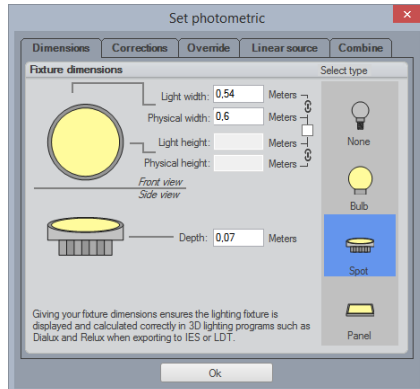 Set photometric
Dimensions Corrections Override Linear source Combine
Fixture dimensions Select type
Light width: 0,54 Meters
Physical width: 0,6 Meters
Light height: Meters
Physical height: Meters
None
Front view
Side view
Bulb
Depth: 0,07 Meters
Spot
Giving your fixture dimensions ensures the lighting fixture is
displayed and calculated correctly in 3D lighting programs such as
Dialux and Relux when exporting to IES or LDT.
Panel
Ok